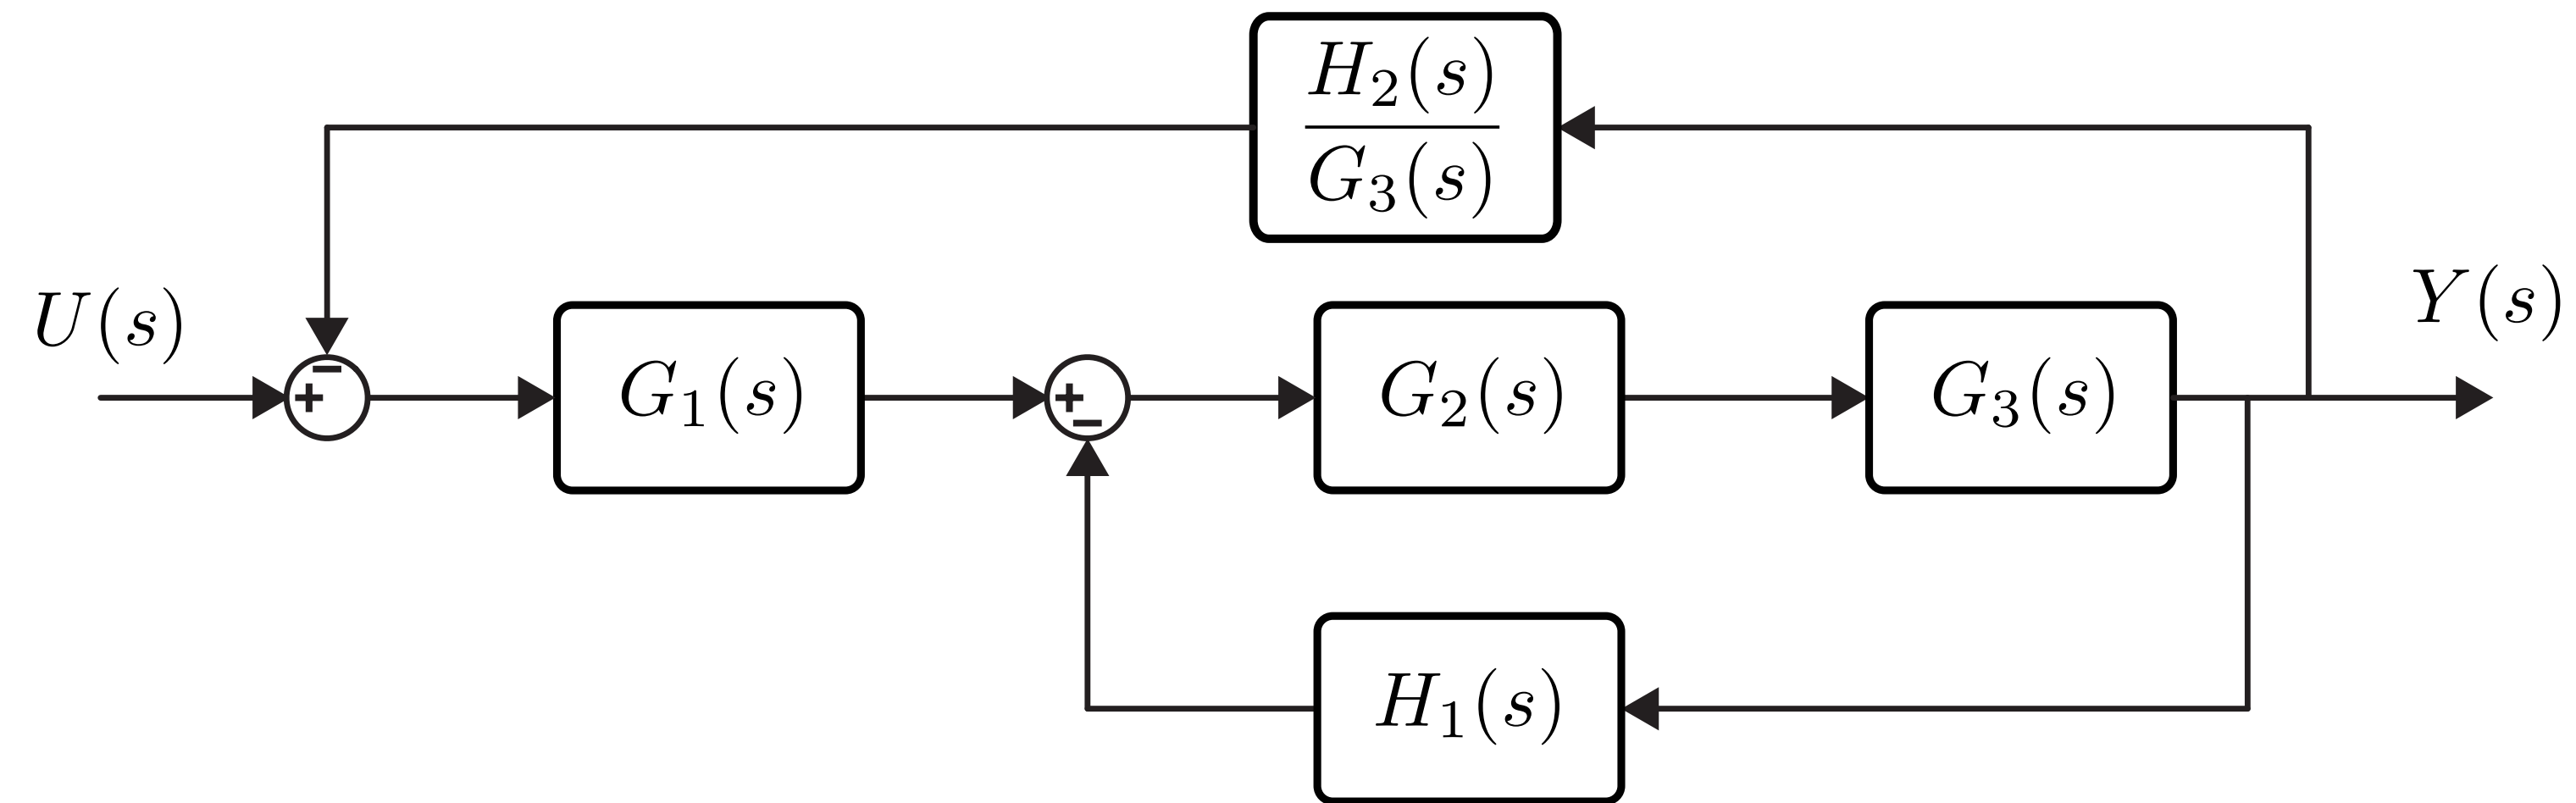 H₂(s)
G₃(s)
U(s)
Y(s)
− +
G₁(s)
+ −
G₂(s)
G₃(s)
H₁(s)